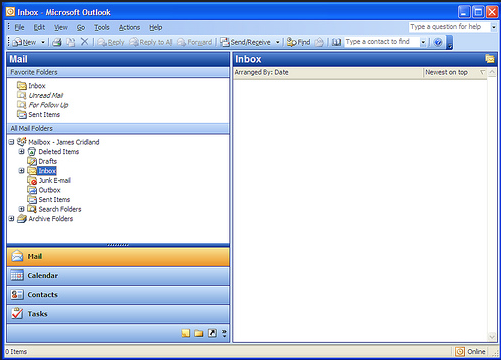 Inbox - Microsoft Outlook
File Edit View Go Tools Actions Help
Type a question for help
New Reply Reply to All Forward Send/Receive Find Type a contact to find
Mail
Favorite Folders
Inbox
Unread Mail
For Follow Up
Sent Items
All Mail Folders
Mailbox - James Cridland
Deleted Items
Drafts
Inbox
Junk E-mail
Outbox
Sent Items
Search Folders
Archive Folders
Mail
Calendar
Contacts
Tasks
Inbox
Arranged By: Date Newest on top
0 Items
Online